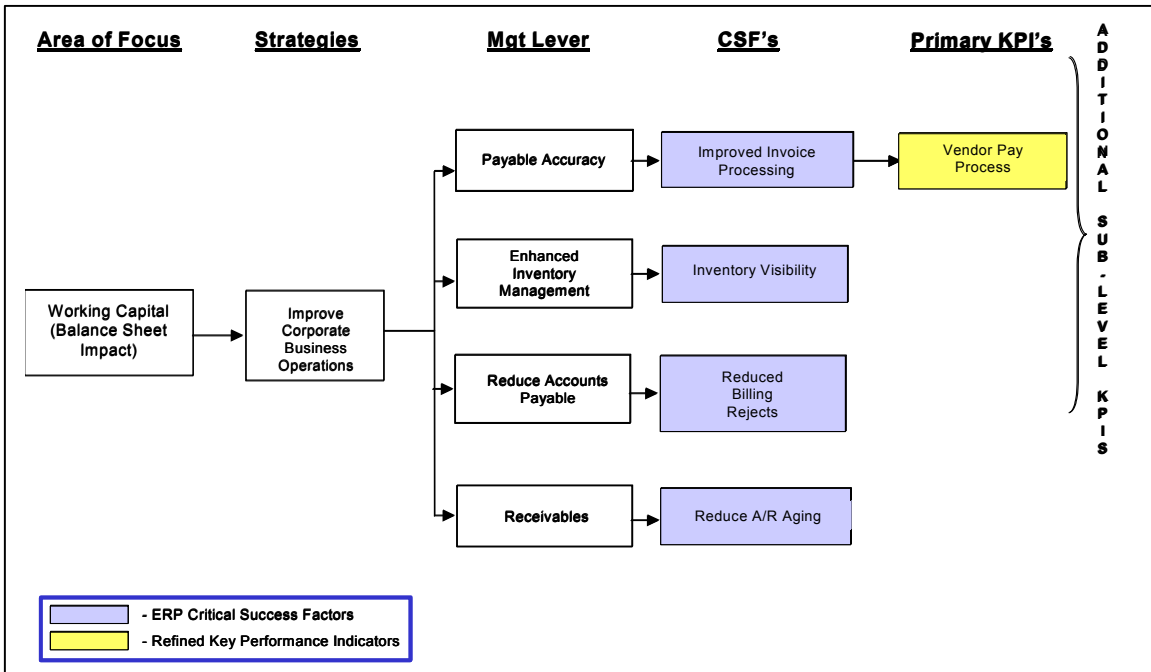 Area of Focus
Strategies
Mgt Lever
CSF's
Primary KPI's
ADDITIONAL SUB-LEVEL KPIS
Payable Accuracy
Improved Invoice
Processing
Vendor Pay
Process
Enhanced
Inventory
Management
Inventory Visibility
Working Capital
(Balance Sheet
Impact)
Improve
Corporate
Business
Operations
Reduce Accounts
Payable
Reduced
Billing
Rejects
Receivables
Reduce A/R Aging
- ERP Critical Success Factors
- Refined Key Performance Indicators